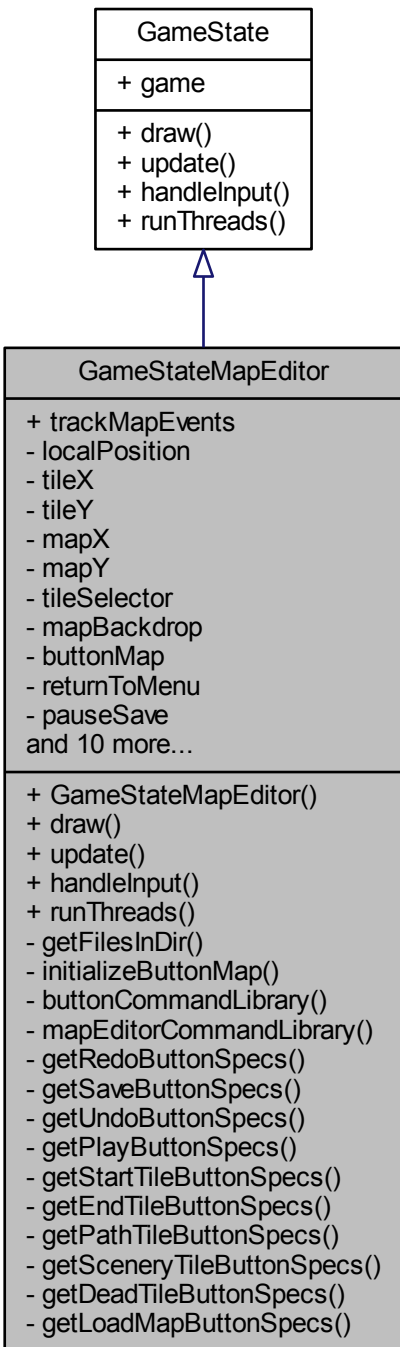 GameState
+ game
+ draw()
+ update()
+ handleInput()
+ runThreads()
GameStateMapEditor
+ trackMapEvents
- localPosition
- tileX
- tileY
- mapX
- mapY
- tileSelector
- mapBackdrop
- buttonMap
- returnToMenu
- pauseSave
and 10 more...
+ GameStateMapEditor()
+ draw()
+ update()
+ handleInput()
+ runThreads()
- getFilesInDir()
- initializeButtonMap()
- buttonCommandLibrary()
- mapEditorCommandLibrary()
- getRedoButtonSpecs()
- getSaveButtonSpecs()
- getUndoButtonSpecs()
- getPlayButtonSpecs()
- getStartTileButtonSpecs()
- getEndTileButtonSpecs()
- getPathTileButtonSpecs()
- getSceneryTileButtonSpecs()
- getDeadTileButtonSpecs()
- getLoadMapButtonSpecs()